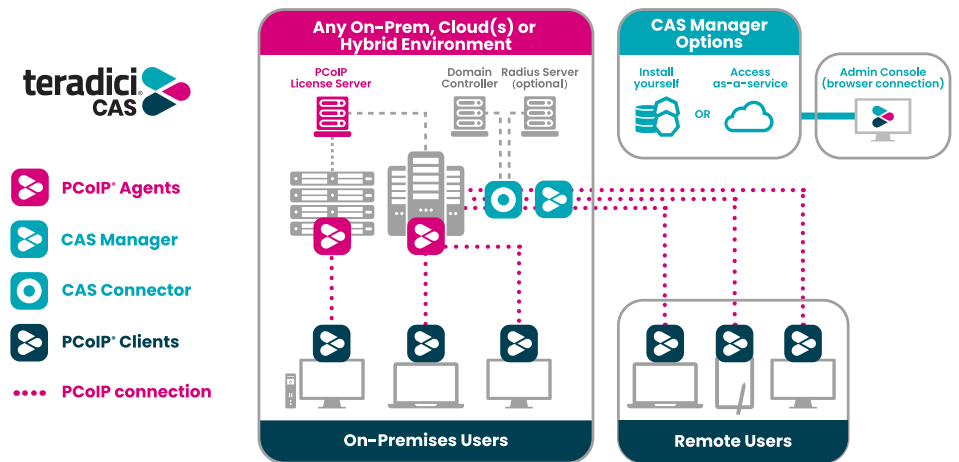 teradici®
CAS
PCoIP® Agents
CAS Manager
CAS Connector
PCoIP® Clients
PCoIP connection
Any On-Prem, Cloud(s) or
Hybrid Environment
PCoIP
License Server
Domain
Controller
Radius Server
(optional)
On-Premises Users
CAS Manager
Options
Install
yourself
OR
Access
as-a-service
Admin Console
(browser connection)
Remote Users